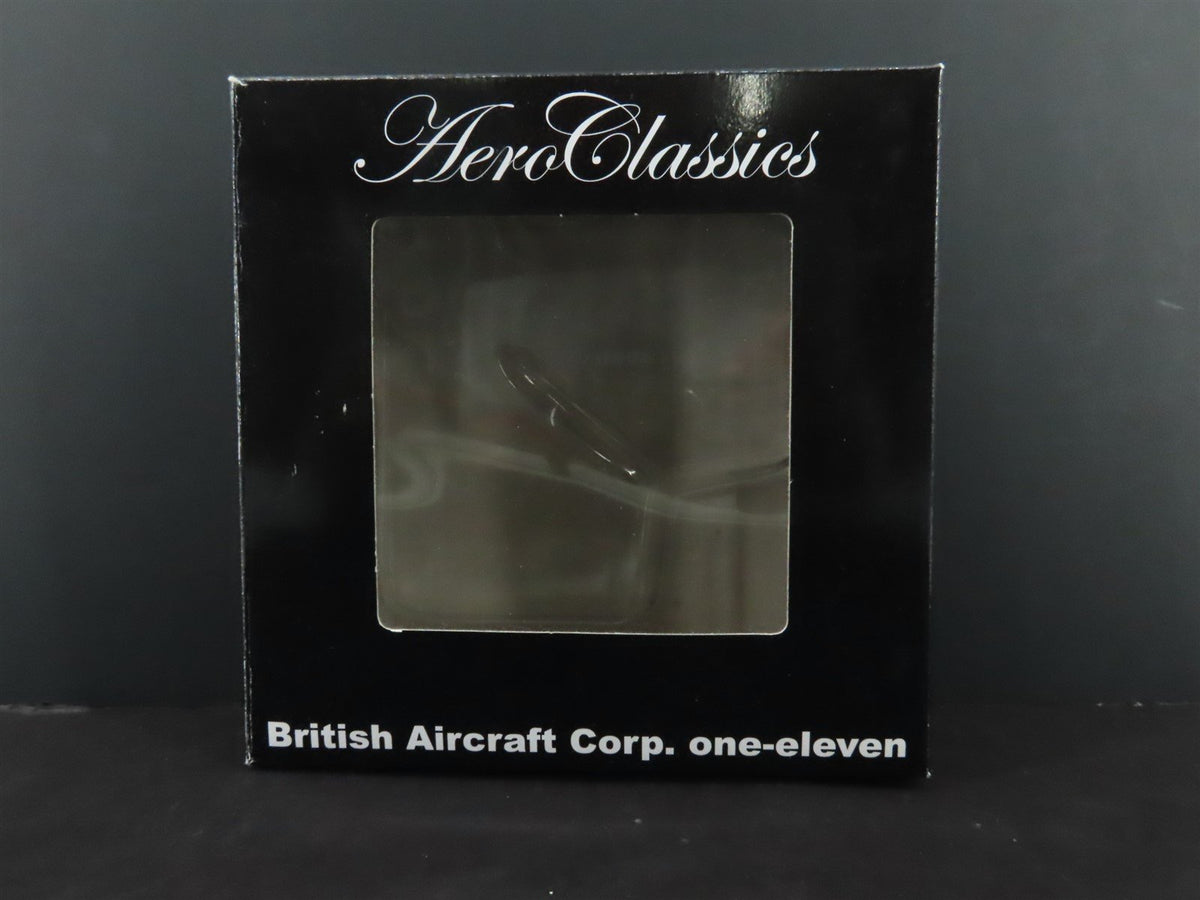 AeroClassics
British Aircraft Corp. one-eleven